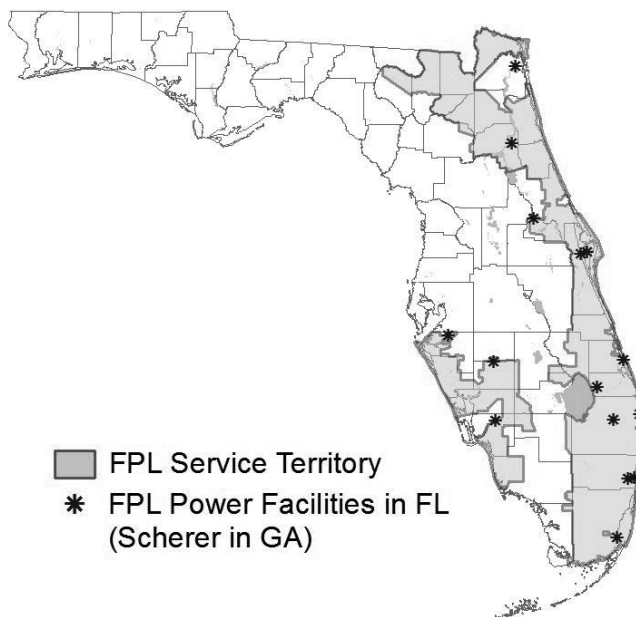 FPL Service Territory
FPL Power Facilities in FL
(Scherer in GA)